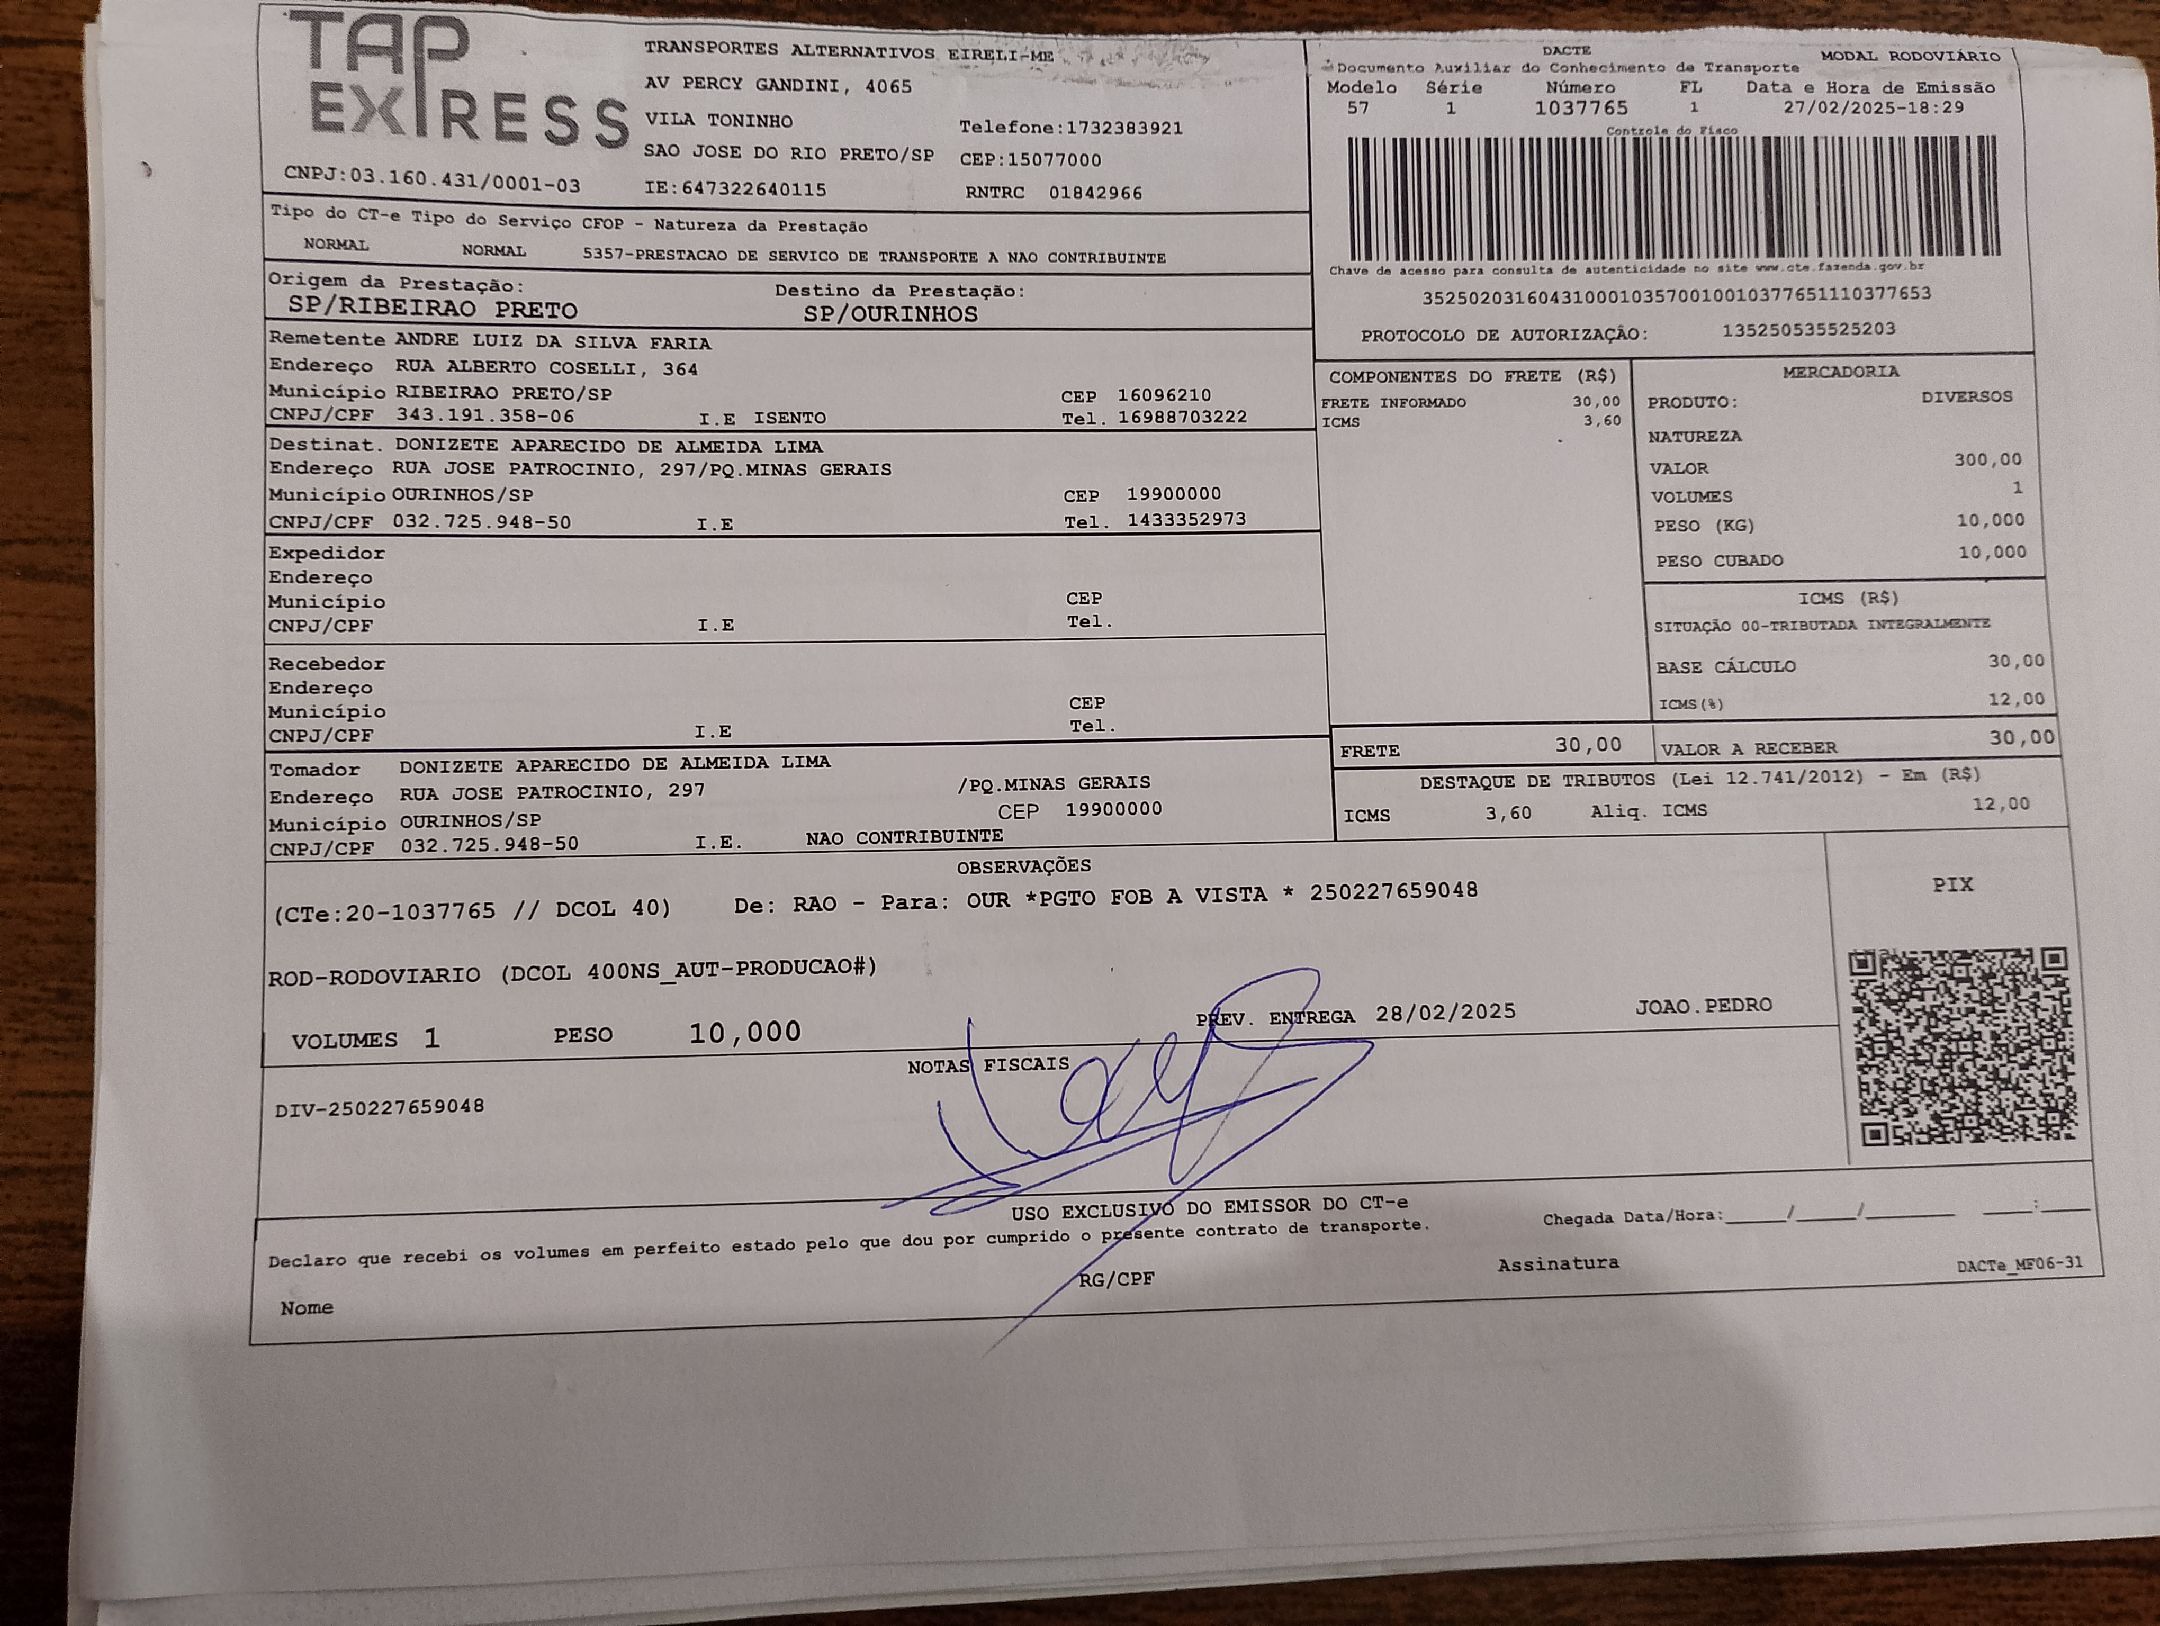 TAP
EXPRESS
CNPJ:03.160.431/0001-03
TRANSPORTES ALTERNATIVOS EIRELI-ME
AV PERCY GANDINI, 4065
VILA TONINHO Telefone:1732383921
SAO JOSE DO RIO PRETO/SP CEP:15077000
IE:647322640115 RNTRC 01842966
DACTE MODAL RODOVIÁRIO
Documento Auxiliar do Conhecimento de Transporte
Modelo Série Número FL Data e Hora de Emissão
57 1 1037765 1 27/02/2025-18:29
Controle do Fisco
Chave de acesso para consulta de autenticidade no site www.cte.fazenda.gov.br
35250203160431000103570010010377651110377653
PROTOCOLO DE AUTORIZAÇÃO: 135250535525203
Tipo do CT-e Tipo do Serviço CFOP - Natureza da Prestação
NORMAL NORMAL 5357-PRESTACAO DE SERVICO DE TRANSPORTE A NAO CONTRIBUINTE
Origem da Prestação: Destino da Prestação:
SP/RIBEIRAO PRETO SP/OURINHOS
Remetente ANDRE LUIZ DA SILVA FARIA
Endereço RUA ALBERTO COSELLI, 364
Município RIBEIRAO PRETO/SP CEP 16096210
CNPJ/CPF 343.191.358-06 I.E ISENTO Tel. 16988703222
Destinat. DONIZETE APARECIDO DE ALMEIDA LIMA
Endereço RUA JOSE PATROCINIO, 297/PQ.MINAS GERAIS
Município OURINHOS/SP CEP 19900000
CNPJ/CPF 032.725.948-50 I.E Tel. 1433352973
Expedidor
Endereço
Município CEP
CNPJ/CPF I.E Tel.
Recebedor
Endereço
Município CEP
CNPJ/CPF I.E Tel.
Tomador DONIZETE APARECIDO DE ALMEIDA LIMA
Endereço RUA JOSE PATROCINIO, 297 /PQ.MINAS GERAIS
Município OURINHOS/SP CEP 19900000
CNPJ/CPF 032.725.948-50 I.E. NAO CONTRIBUINTE
COMPONENTES DO FRETE (R$)
FRETE INFORMADO 30,00
ICMS 3,60
MERCADORIA
PRODUTO: DIVERSOS
NATUREZA
VALOR 300,00
VOLUMES 1
PESO (KG) 10,000
PESO CUBADO 10,000
ICMS (R$)
SITUAÇÃO 00-TRIBUTADA INTEGRALMENTE
BASE CÁLCULO 30,00
ICMS(%) 12,00
FRETE 30,00 VALOR A RECEBER 30,00
DESTAQUE DE TRIBUTOS (Lei 12.741/2012) - Em (R$)
ICMS 3,60 Aliq. ICMS 12,00
OBSERVAÇÕES
(CTe:20-1037765 // DCOL 40) De: RAO - Para: OUR *PGTO FOB A VISTA * 250227659048
PIX
ROD-RODOVIARIO (DCOL 400NS_AUT-PRODUCAO#)
VOLUMES 1 PESO 10,000 PREV. ENTREGA 28/02/2025 JOAO.PEDRO
NOTAS FISCAIS
DIV-250227659048
USO EXCLUSIVO DO EMISSOR DO CT-e
Declaro que recebi os volumes em perfeito estado pelo que dou por cumprido o presente contrato de transporte. Chegada Data/Hora:_____/_____/_______ ____:____
Nome RG/CPF Assinatura DACTe_MF06-31